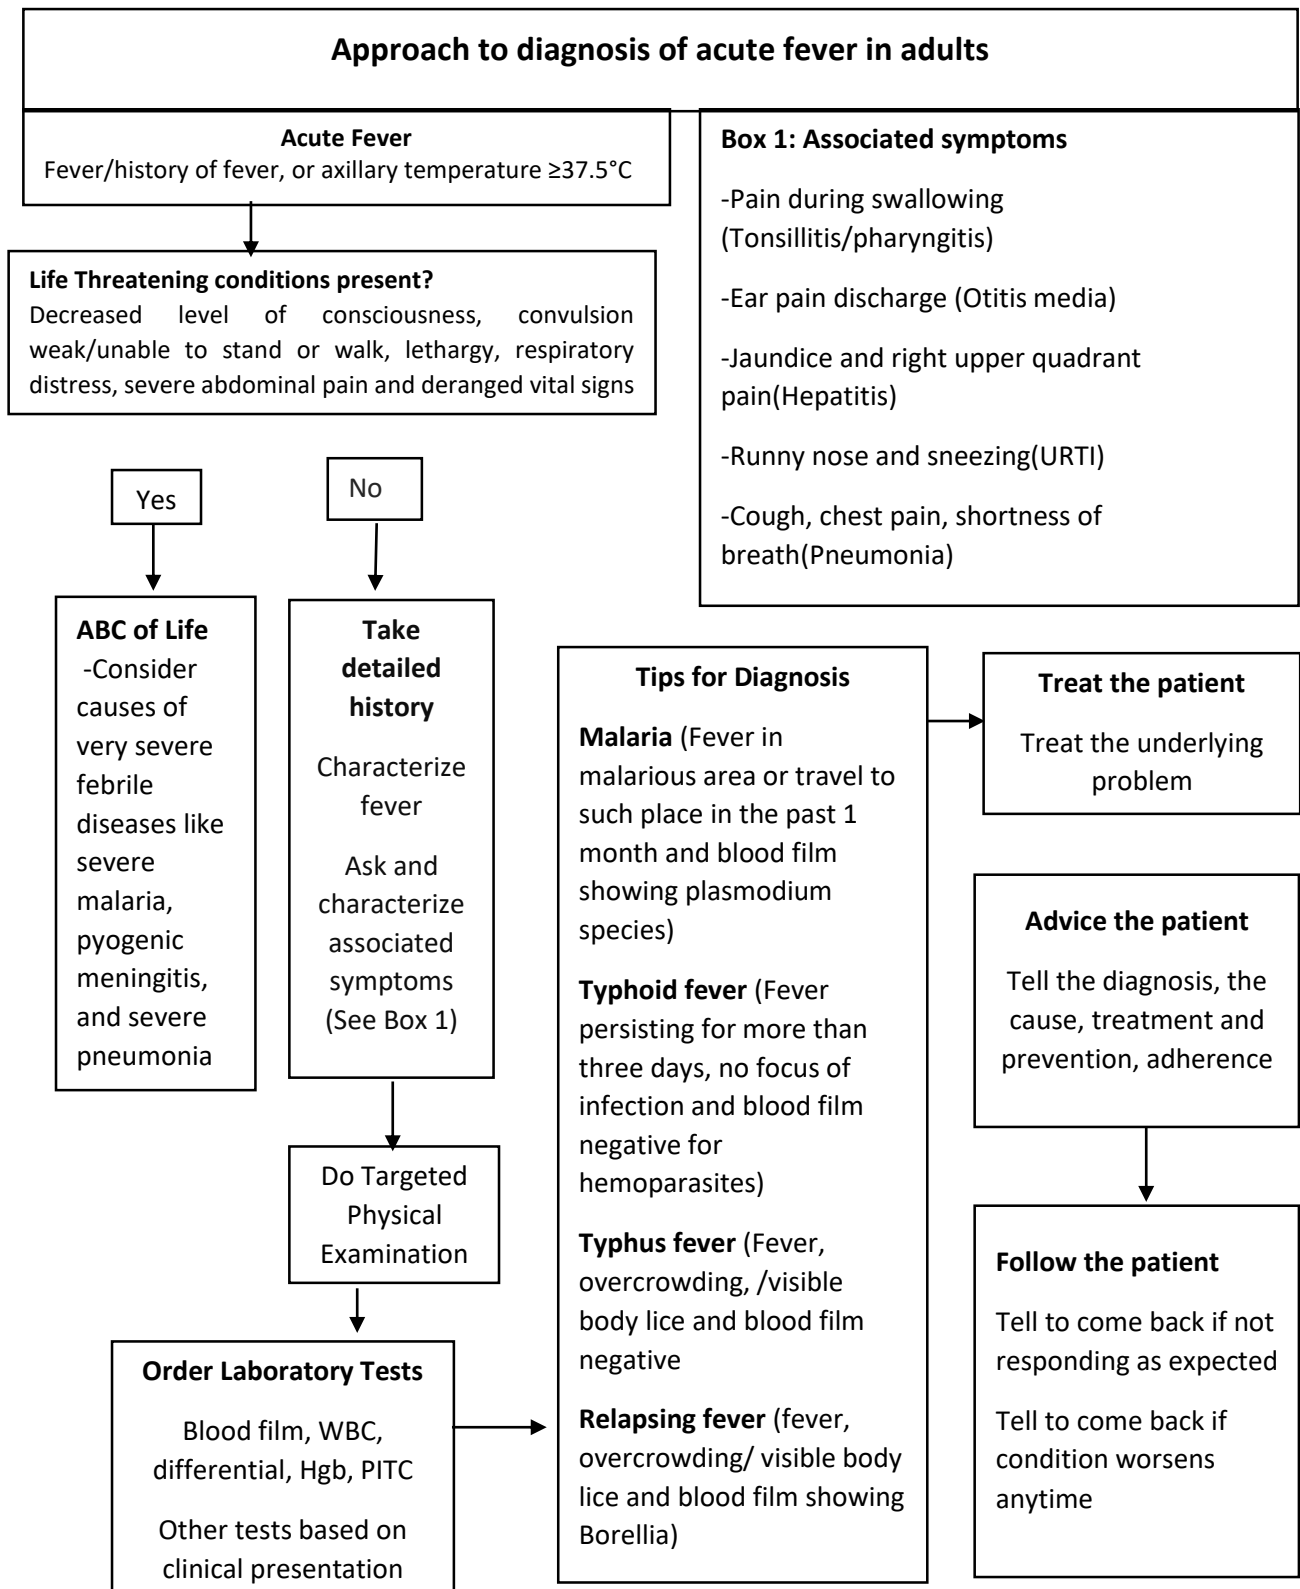 Approach to diagnosis of acute fever in adults
Acute Fever
Fever/history of fever, or axillary temperature ≥37.5°C
Life Threatening conditions present?
Decreased level of consciousness, convulsion
weak/unable to stand or walk, lethargy, respiratory
distress, severe abdominal pain and deranged vital signs
Box 1: Associated symptoms
-Pain during swallowing
(Tonsillitis/pharyngitis)
-Ear pain discharge (Otitis media)
-Jaundice and right upper quadrant
pain(Hepatitis)
-Runny nose and sneezing(URTI)
-Cough, chest pain, shortness of
breath(Pneumonia)
Yes
No
ABC of Life
-Consider
causes of
very severe
febrile
diseases like
severe
malaria,
pyogenic
meningitis,
and severe
pneumonia
Take
detailed
history
Characterize
fever
Ask and
characterize
associated
symptoms
(See Box 1)
Do Targeted
Physical
Examination
Order Laboratory Tests
Blood film, WBC,
differential, Hgb, PITC
Other tests based on
clinical presentation
Tips for Diagnosis
Malaria (Fever in
malarious area or travel to
such place in the past 1
month and blood film
showing plasmodium
species)
Typhoid fever (Fever
persisting for more than
three days, no focus of
infection and blood film
negative for
hemoparasites)
Typhus fever (Fever,
overcrowding, /visible
body lice and blood film
negative
Relapsing fever (fever,
overcrowding/ visible body
lice and blood film showing
Borellia)
Treat the patient
Treat the underlying
problem
Advice the patient
Tell the diagnosis, the
cause, treatment and
prevention, adherence
Follow the patient
Tell to come back if not
responding as expected
Tell to come back if
condition worsens
anytime